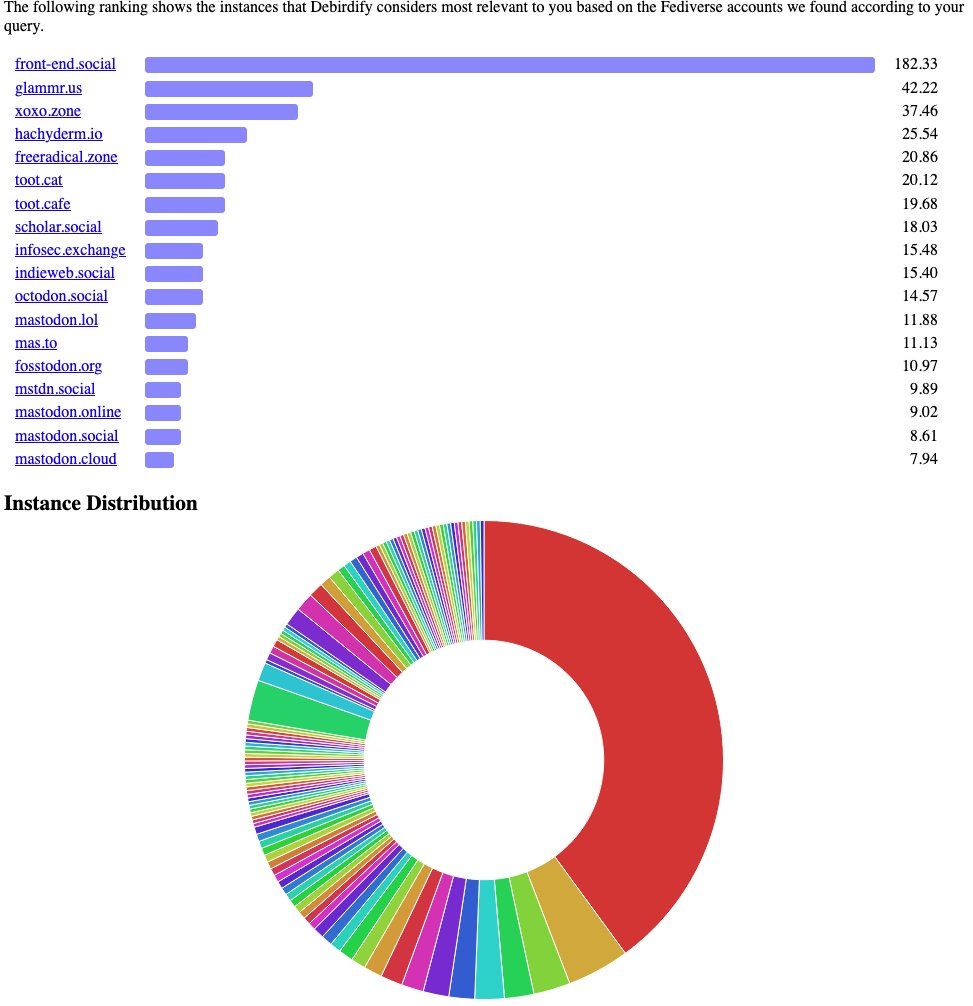 The following ranking shows the instances that Debirdify considers most relevant to you based on the Fediverse accounts we found according to your
query.
front-end.social 182.33
glammr.us 42.22
xoxo.zone 37.46
hachyderm.io 25.54
freeradical.zone 20.86
toot.cat 20.12
toot.cafe 19.68
scholar.social 18.03
infosec.exchange 15.48
indieweb.social 15.40
octodon.social 14.57
mastodon.lol 11.88
mas.to 11.13
fosstodon.org 10.97
mstdn.social 9.89
mastodon.online 9.02
mastodon.social 8.61
mastodon.cloud 7.94
Instance Distribution